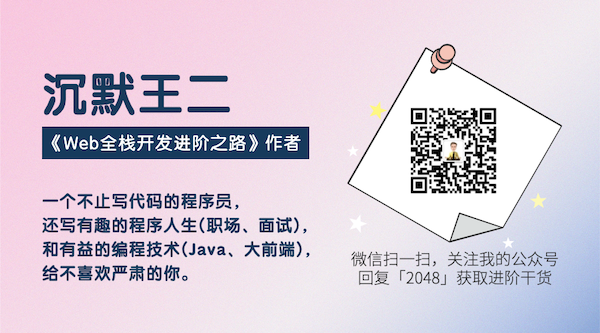 沉默王二
《Web全栈开发进阶之路》作者
一个不止写代码的程序员，
还写有趣的程序人生(职场、面试)，
和有益的编程技术(Java、大前端)，
给不喜欢严肃的你。
微信扫一扫，关注我的公众号
回复「2048」获取进阶干货